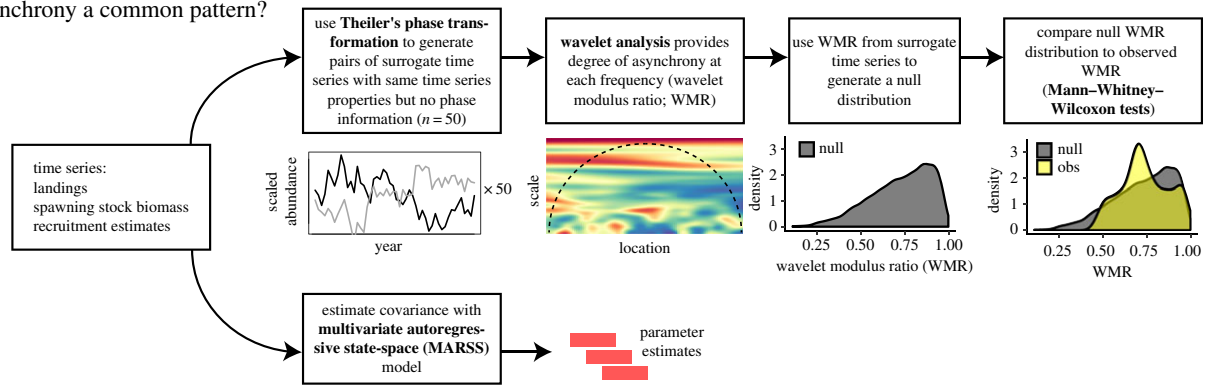 nchrony a common pattern?
time series:
landings
spawning stock biomass
recruitment estimates
use Theiler's phase trans-
formation to generate
pairs of surrogate time
series with same time series
properties but no phase
information (n = 50)
wavelet analysis provides
degree of asynchrony at
each frequency (wavelet
modulus ratio; WMR)
use WMR from surrogate
time series to
generate a null
distribution
compare null WMR
distribution to observed
WMR
(Mann–Whitney–
Wilcoxon tests)
scaled
abundance
year
× 50
scale
location
null
density
3
2
1
0
0.25 0.50 0.75 1.00
wavelet modulus ratio (WMR)
null
obs
density
3
2
1
0
0.25 0.50 0.75 1.00
WMR
estimate covariance with
multivariate autoregres-
sive state-space (MARSS)
model
parameter
estimates